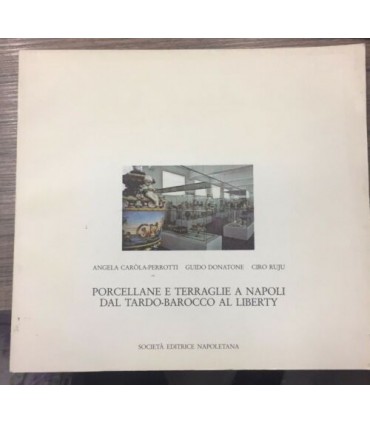 ANGELA CARÒLA-PERROTTI GUIDO DONATONE CIRO RUJU
PORCELLANE E TERRAGLIE A NAPOLI
DAL TARDO-BAROCCO AL LIBERTY
SOCIETÀ EDITRICE NAPOLETANA